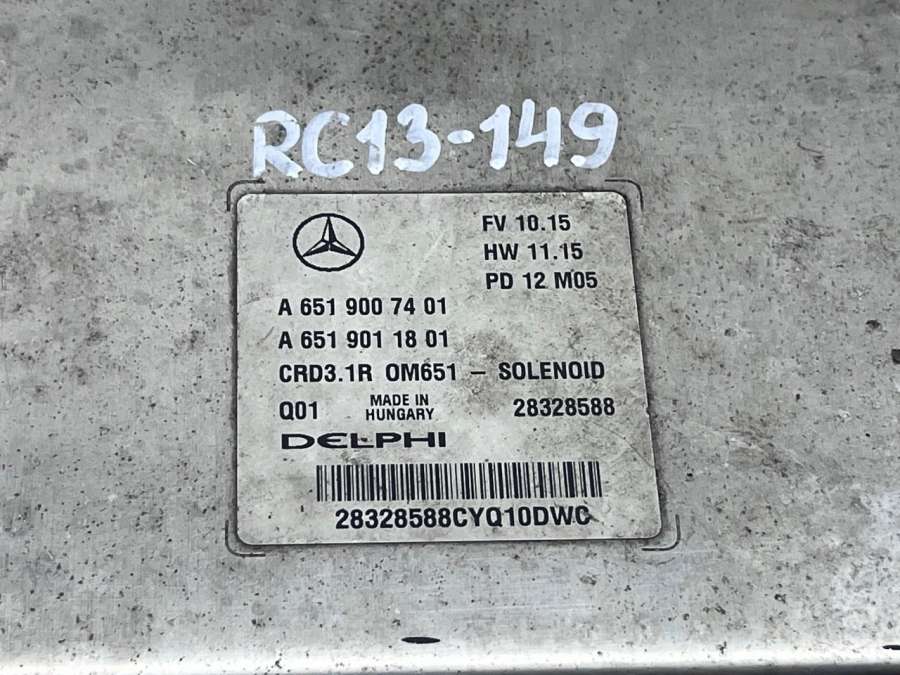 RC13-149
FV 10.15
HW 11.15
PD 12 M05
A 651 900 74 01
A 651 901 18 01
CRD3.1R OM651 – SOLENOID
Q01 MADE IN HUNGARY 28328588
DELPHI
28328588CYQ10DWC